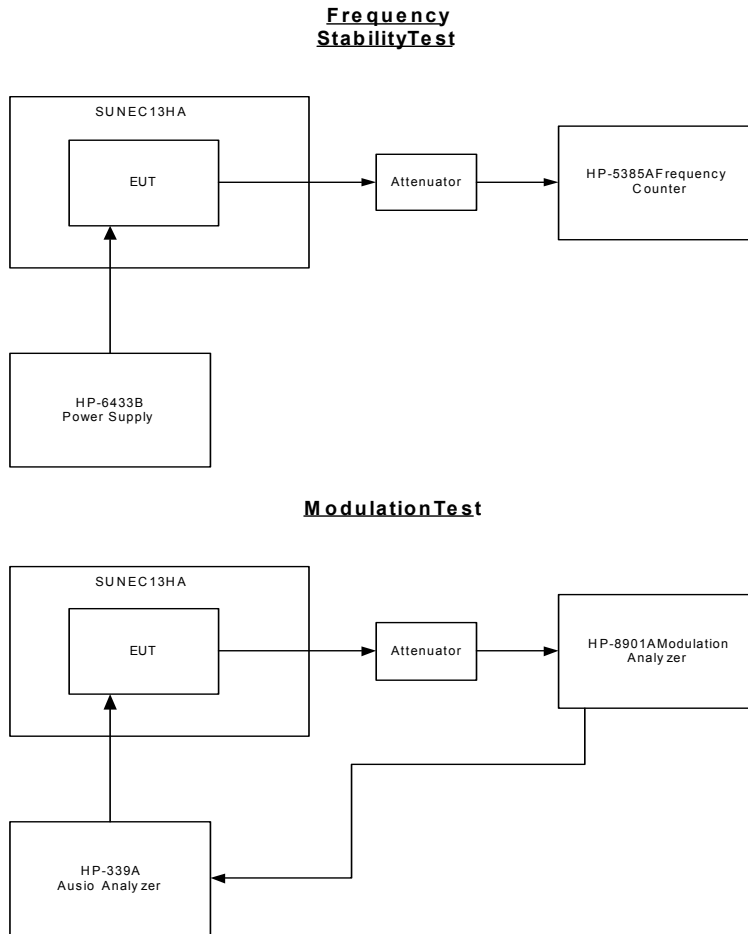 Frequency
StabilityTest
SUNEC13HA
EUT
Attenuator
HP-5385AFrequency
Counter
HP-6433B
Power Supply
ModulationTest
SUNEC13HA
EUT
Attenuator
HP-8901AModulation
Analyzer
HP-339A
Ausio Analyzer